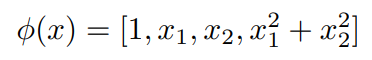 ϕ(x) = [1, x₁, x₂, x₁² + x₂²]